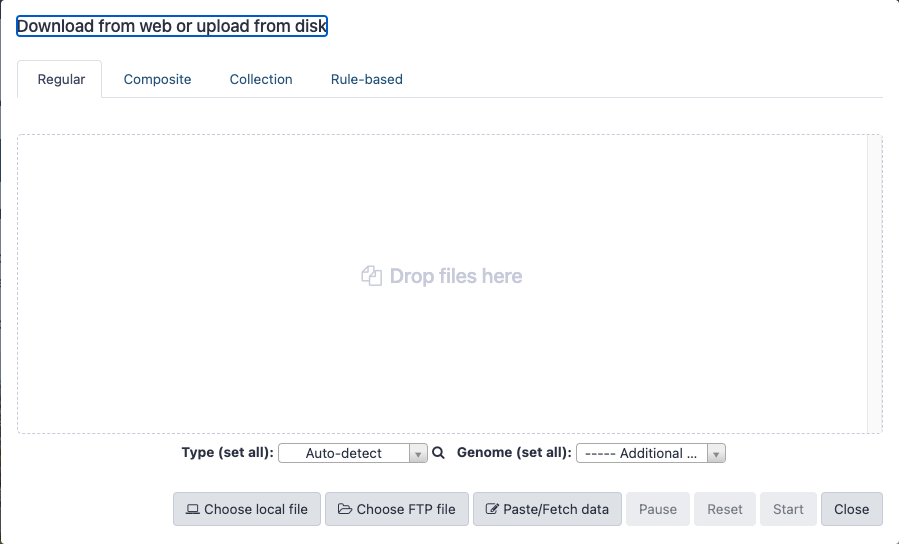 Download from web or upload from disk
Regular Composite Collection Rule-based
Drop files here
Type (set all): Auto-detect Genome (set all): ----- Additional ...
Choose local file Choose FTP file Paste/Fetch data Pause Reset Start Close